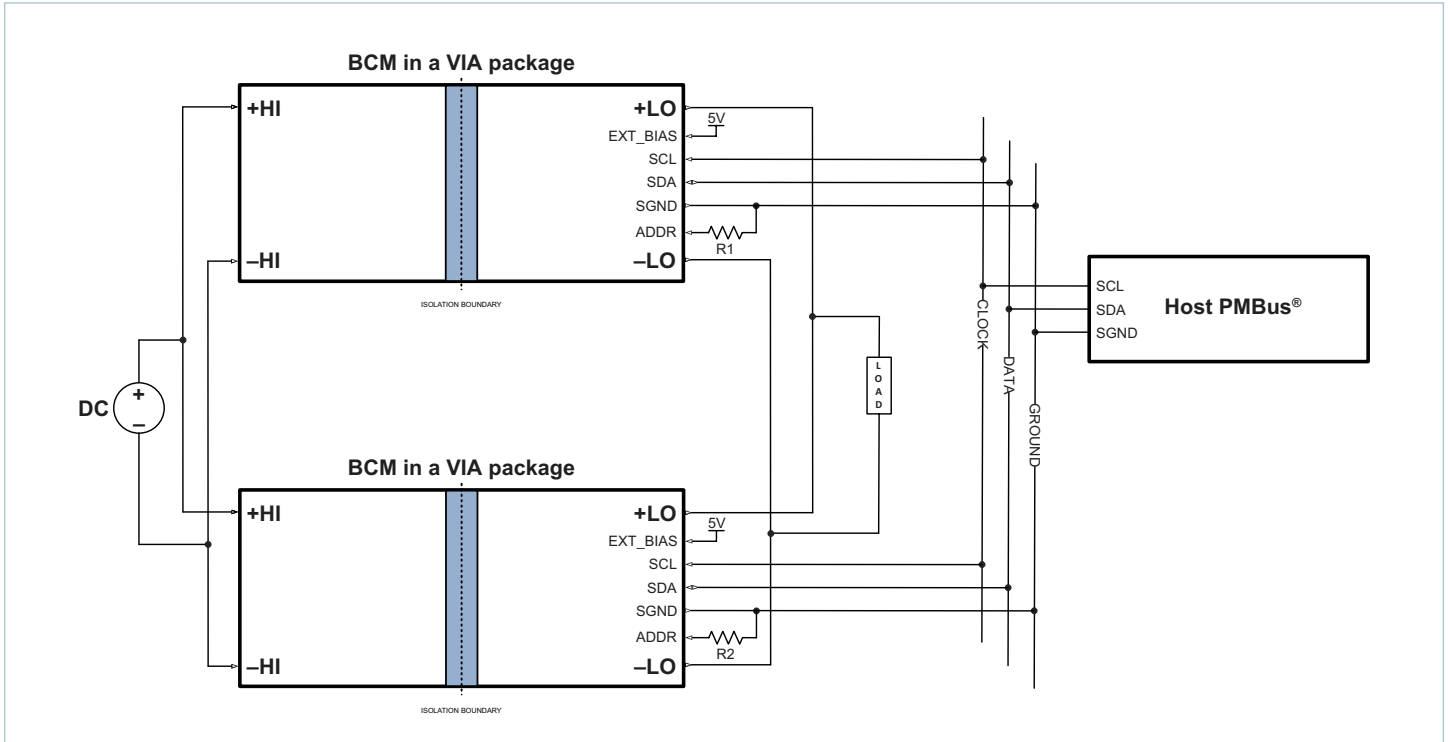 BCM in a VIA package
+HI
+LO
5V
EXT_BIAS
SCL
SDA
SGND
ADDR
R1
–HI
–LO
ISOLATION BOUNDARY
DC
+
–
LOAD
CLOCK
DATA
GROUND
SCL
SDA
SGND
Host PMBus®
BCM in a VIA package
+HI
+LO
5V
EXT_BIAS
SCL
SDA
SGND
ADDR
R2
–HI
–LO
ISOLATION BOUNDARY